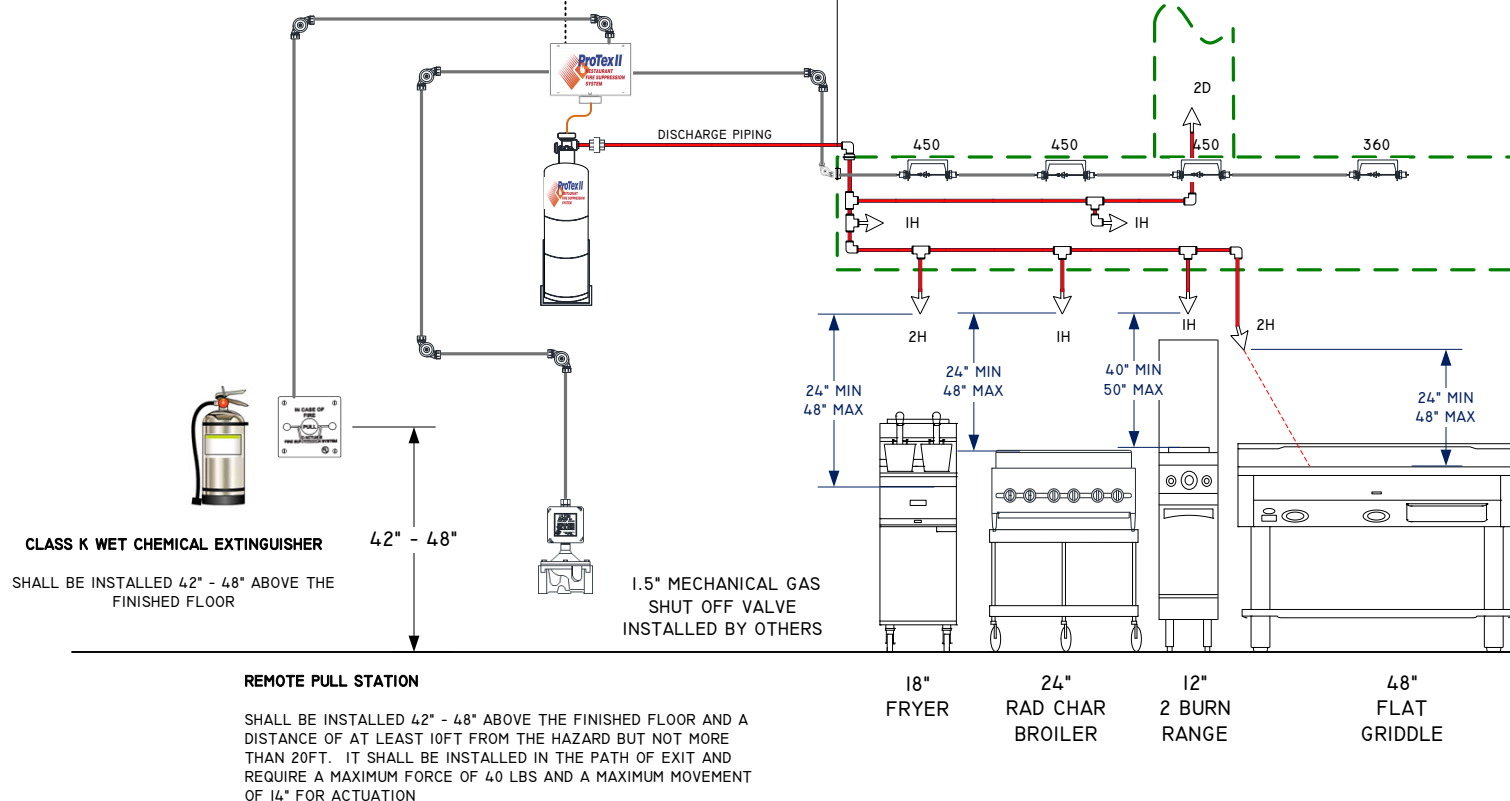 ProTex II
RESTAURANT
FIRE SUPPRESSION
SYSTEM
2D
DISCHARGE PIPING
450
450
450
360
ProTex II
RESTAURANT
FIRE SUPPRESSION
SYSTEM
1H
1H
2H
1H
1H
2H
24" MIN
48" MAX
24" MIN
48" MAX
40" MIN
50" MAX
24" MIN
48" MAX
IN CASE OF
FIRE
PULL
CLASS K WET CHEMICAL EXTINGUISHER
SHALL BE INSTALLED 42" - 48" ABOVE THE
FINISHED FLOOR
42" - 48"
1.5" MECHANICAL GAS
SHUT OFF VALVE
INSTALLED BY OTHERS
REMOTE PULL STATION
SHALL BE INSTALLED 42" - 48" ABOVE THE FINISHED FLOOR AND A
DISTANCE OF AT LEAST 10FT FROM THE HAZARD BUT NOT MORE
THAN 20FT. IT SHALL BE INSTALLED IN THE PATH OF EXIT AND
REQUIRE A MAXIMUM FORCE OF 40 LBS AND A MAXIMUM MOVEMENT
OF 14" FOR ACTUATION
18"
FRYER
24"
RAD CHAR
BROILER
12"
2 BURN
RANGE
48"
FLAT
GRIDDLE